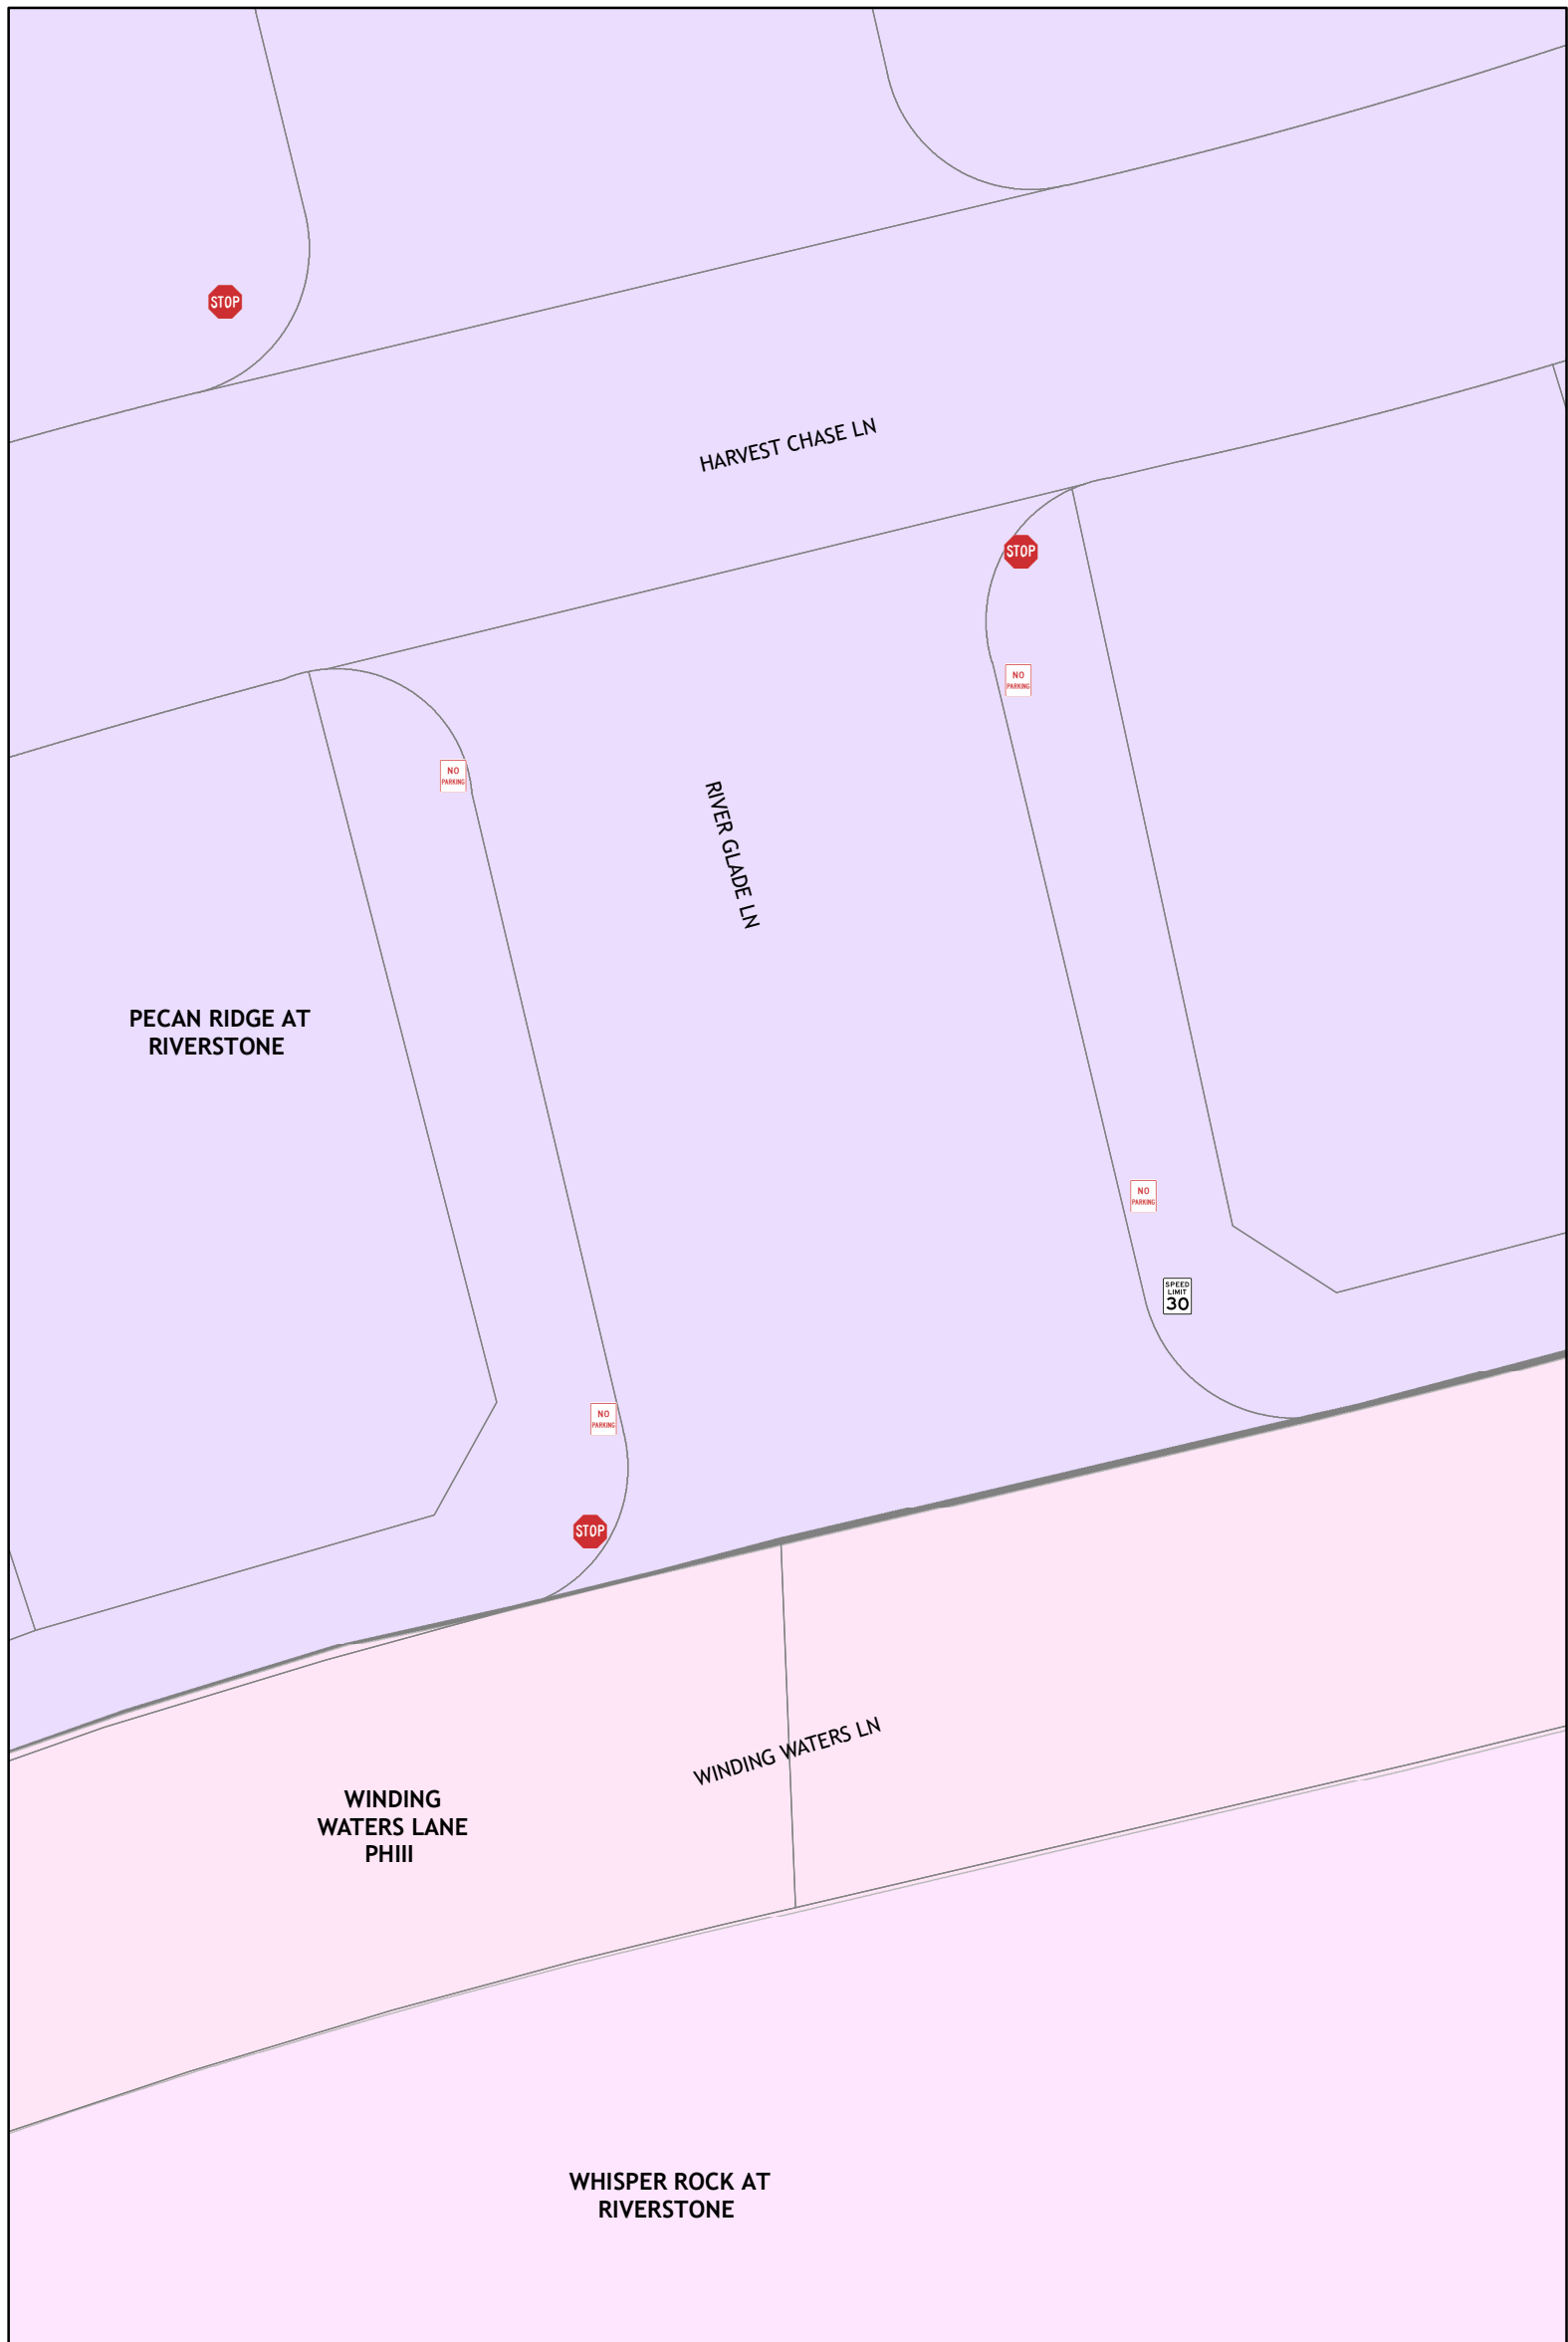 STOP
HARVEST CHASE LN
STOP
NO
PARKING
NO
PARKING
RIVER GLADE LN
PECAN RIDGE AT
RIVERSTONE
NO
PARKING
SPEED
LIMIT
30
NO
PARKING
STOP
WINDING WATERS LN
WINDING
WATERS LANE
PHIII
WHISPER ROCK AT
RIVERSTONE